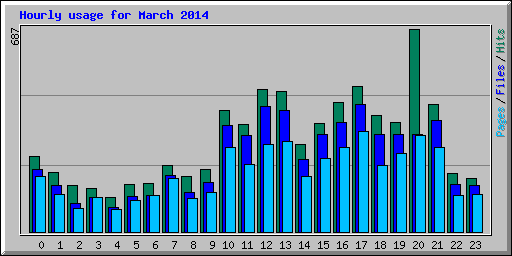 Hourly usage for March 2014
687
Pages/Files/Hits
0 1 2 3 4 5 6 7 8 9 10 11 12 13 14 15 16 17 18 19 20 21 22 23